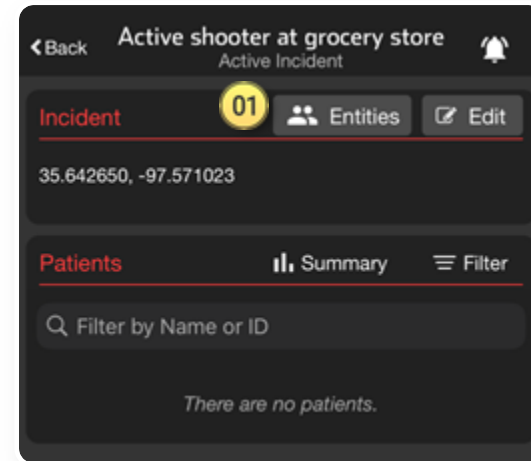 Back
Active shooter at grocery store
Active Incident
Incident
01
Entities
Edit
35.642650, -97.571023
Patients
Summary
Filter
Filter by Name or ID
There are no patients.